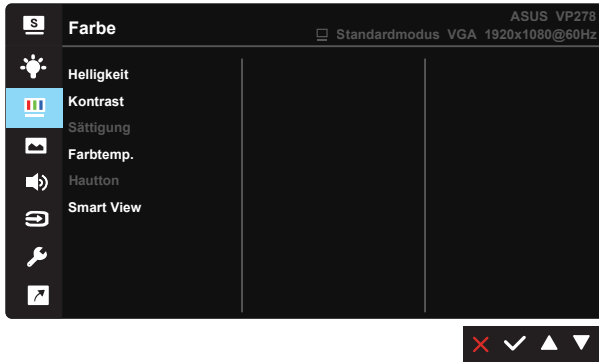 S
Farbe
ASUS VP278
Standardmodus VGA 1920x1080@60Hz
Helligkeit
Kontrast
Sättigung
Farbtemp.
Hautton
Smart View